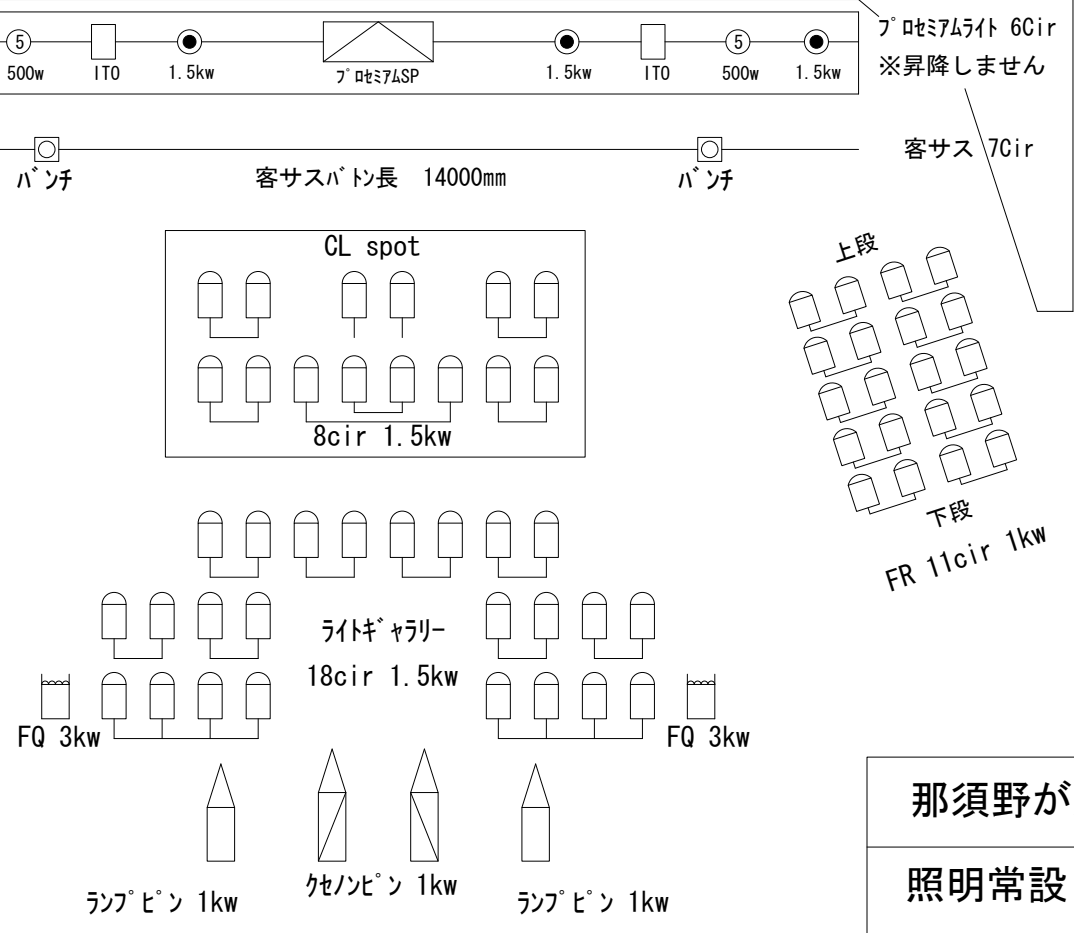 ⑤ ⑤
500w ITO 1.5kw ﾌﾟﾛｾﾐｱﾑSP 1.5kw ITO 500w 1.5kw
ﾌﾟﾛｾﾐｱﾑﾗｲﾄ 6Cir
※昇降しません
客サス 7Cir
ﾊﾞﾝﾁ 客サスﾊﾞﾄﾝ長 14000mm ﾊﾞﾝﾁ
CL spot
8cir 1.5kw
上段
下段
FR 11cir 1kw
ﾗｲﾄｷﾞｬﾗﾘｰ
18cir 1.5kw
FQ 3kw FQ 3kw
ﾗﾝﾌﾟﾋﾟﾝ 1kw ｸｾﾉﾝﾋﾟﾝ 1kw ﾗﾝﾌﾟﾋﾟﾝ 1kw
那須野が
照明常設